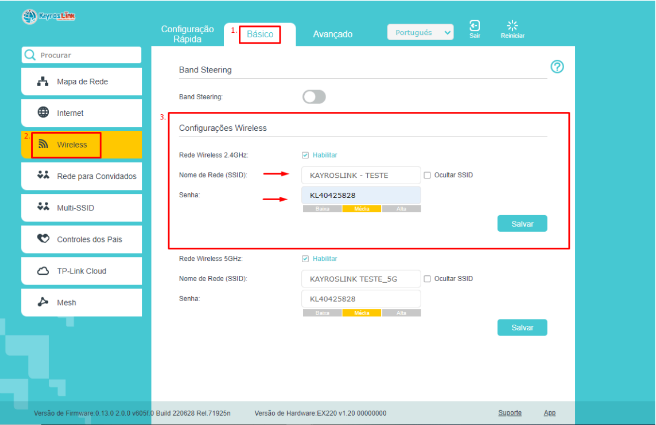 KayrosLink
Configuração Rápida
1.
Básico
Avançado
Português
Sair
Reiniciar
Procurar
Mapa de Rede
Internet
2.
Wireless
Rede para Convidados
Multi-SSID
Controles dos Pais
TP-Link Cloud
Mesh
Band Steering
?
Band Steering:
3.
Configurações Wireless
Rede Wireless 2.4GHz:
Habilitar
Nome de Rede (SSID):
KAYROSLINK - TESTE
Ocultar SSID
Senha:
KL40425828
Baixa Média Alta
Salvar
Rede Wireless 5GHz:
Habilitar
Nome de Rede (SSID):
KAYROSLINK TESTE_5G
Ocultar SSID
Senha:
KL40425828
Baixa Média Alta
Salvar
Versão de Firmware:0.13.0 2.0.0 v605f.0 Build 220628 Rel.71925n
Versão de Hardware:EX220 v1.20 00000000
Suporte
App